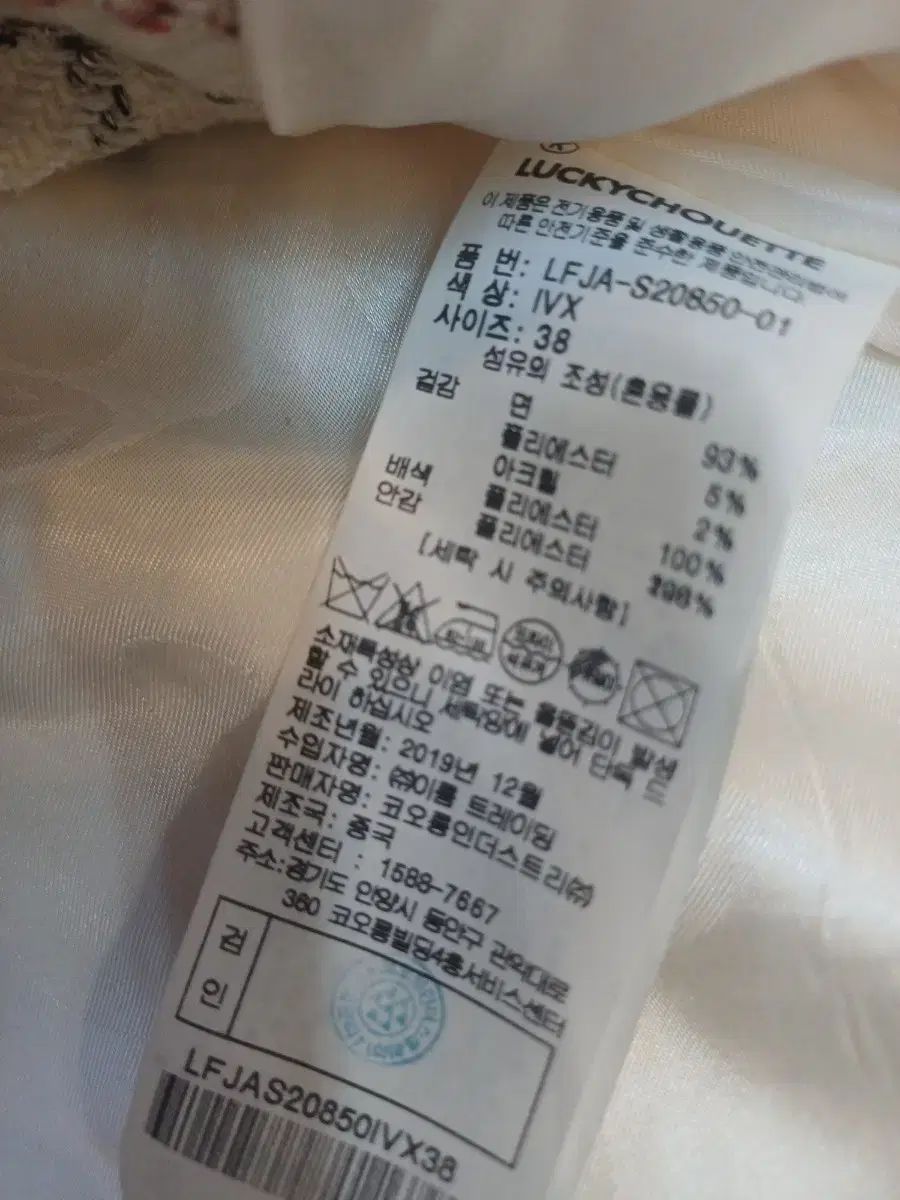 LUCKYCHOUETTE
이 제품은 전기용품 및 생활용품 안전관리법에
따른 안전기준을 준수한 제품입니다.
품 번: LFJA-S20850-01
색 상: IVX
사이즈: 38
섬유의 조성(혼용률)
겉감 면 93%
폴리에스터 5%
아크릴 2%
배색 폴리에스터 100%
안감 폴리에스터
[세탁 시 주의사항]
소재특성상 이염 또는 올뜯김이 발생
할 수 있으니 세탁망에 넣어 단독 드
라이 하십시오
제조년월: 2019년 12월
수입자명: ㈜이룸 트레이딩
판매자명: 코오롱인더스트리㈜
제조국: 중국
고객센터 : 1588-7667
주소:경기도 안양시 동안구 관악대로
360 코오롱빌딩4층서비스센터
검인
LFJAS20850IVX38